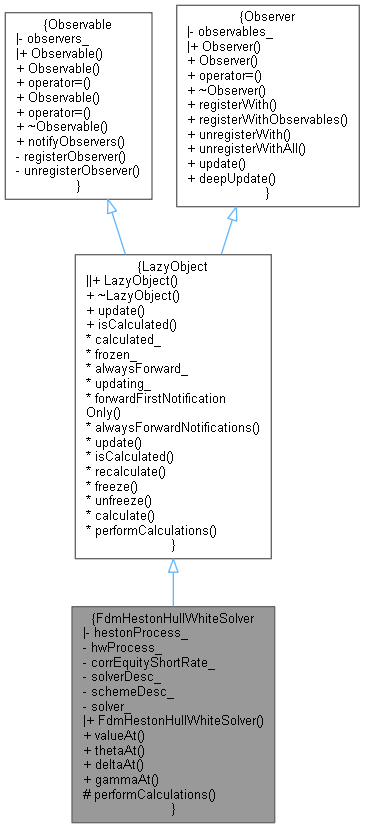 {Observable
|- observers_
|+ Observable()
+ Observable()
+ operator=()
+ Observable()
+ operator=()
+ ~Observable()
+ notifyObservers()
- registerObserver()
- unregisterObserver()
}
{Observer
|- observables_
|+ Observer()
+ Observer()
+ operator=()
+ ~Observer()
+ registerWith()
+ registerWithObservables()
+ unregisterWith()
+ unregisterWithAll()
+ update()
+ deepUpdate()
}
{LazyObject
||+ LazyObject()
+ ~LazyObject()
+ update()
+ isCalculated()
* calculated_
* frozen_
* alwaysForward_
* updating_
* forwardFirstNotification
Only()
* alwaysForwardNotifications()
* update()
* isCalculated()
* recalculate()
* freeze()
* unfreeze()
* calculate()
* performCalculations()
}
{FdmHestonHullWhiteSolver
|- hestonProcess_
- hwProcess_
- corrEquityShortRate_
- solverDesc_
- schemeDesc_
- solver_
|+ FdmHestonHullWhiteSolver()
+ valueAt()
+ thetaAt()
+ deltaAt()
+ gammaAt()
# performCalculations()
}